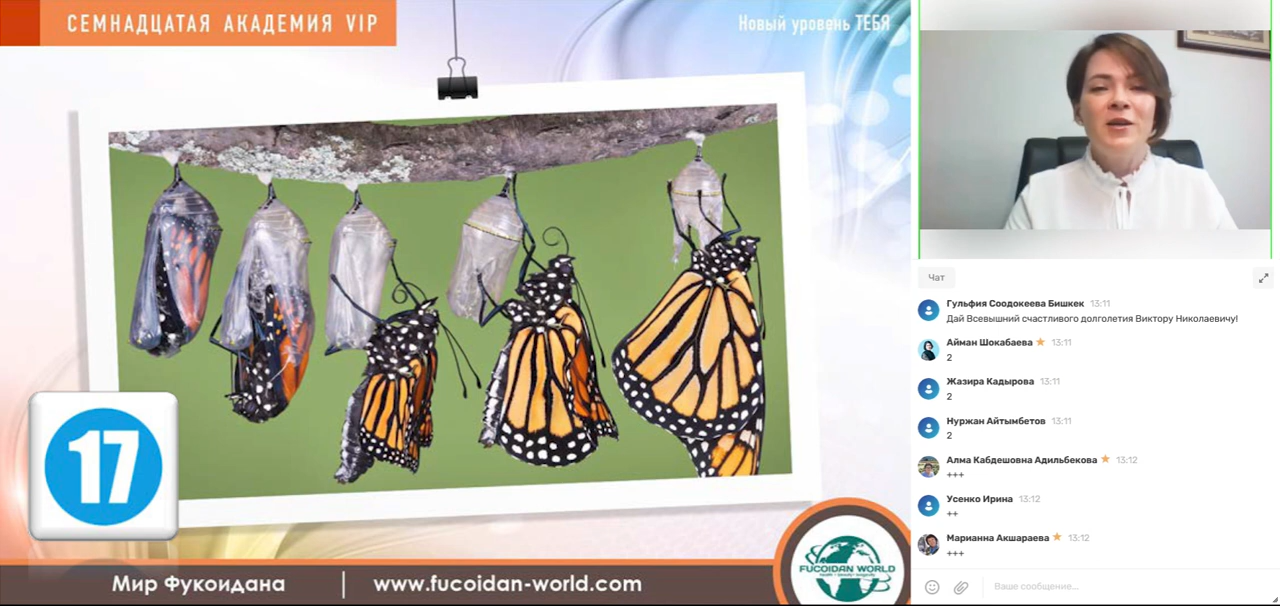 СЕМНАДЦАТАЯ АКАДЕМИЯ VIP
Новый уровень ТЕБЯ
17
Мир Фукоидана | www.fucoidan-world.com
FUCOIDAN WORLD
health • beauty • longevity
Чат
Гульфия Соодокеева Бишкек 13:11
Дай Всевышний счастливого долголетия Виктору Николаевичу!
Айман Шокабаева 13:11
2
Жазира Кадырова 13:11
2
Нуржан Айтымбетов 13:11
2
Алма Кабдешовна Адильбекова 13:12
+++
Усенко Ирина 13:12
++
Марианна Акшараева 13:12
+++
Ваше сообщение...